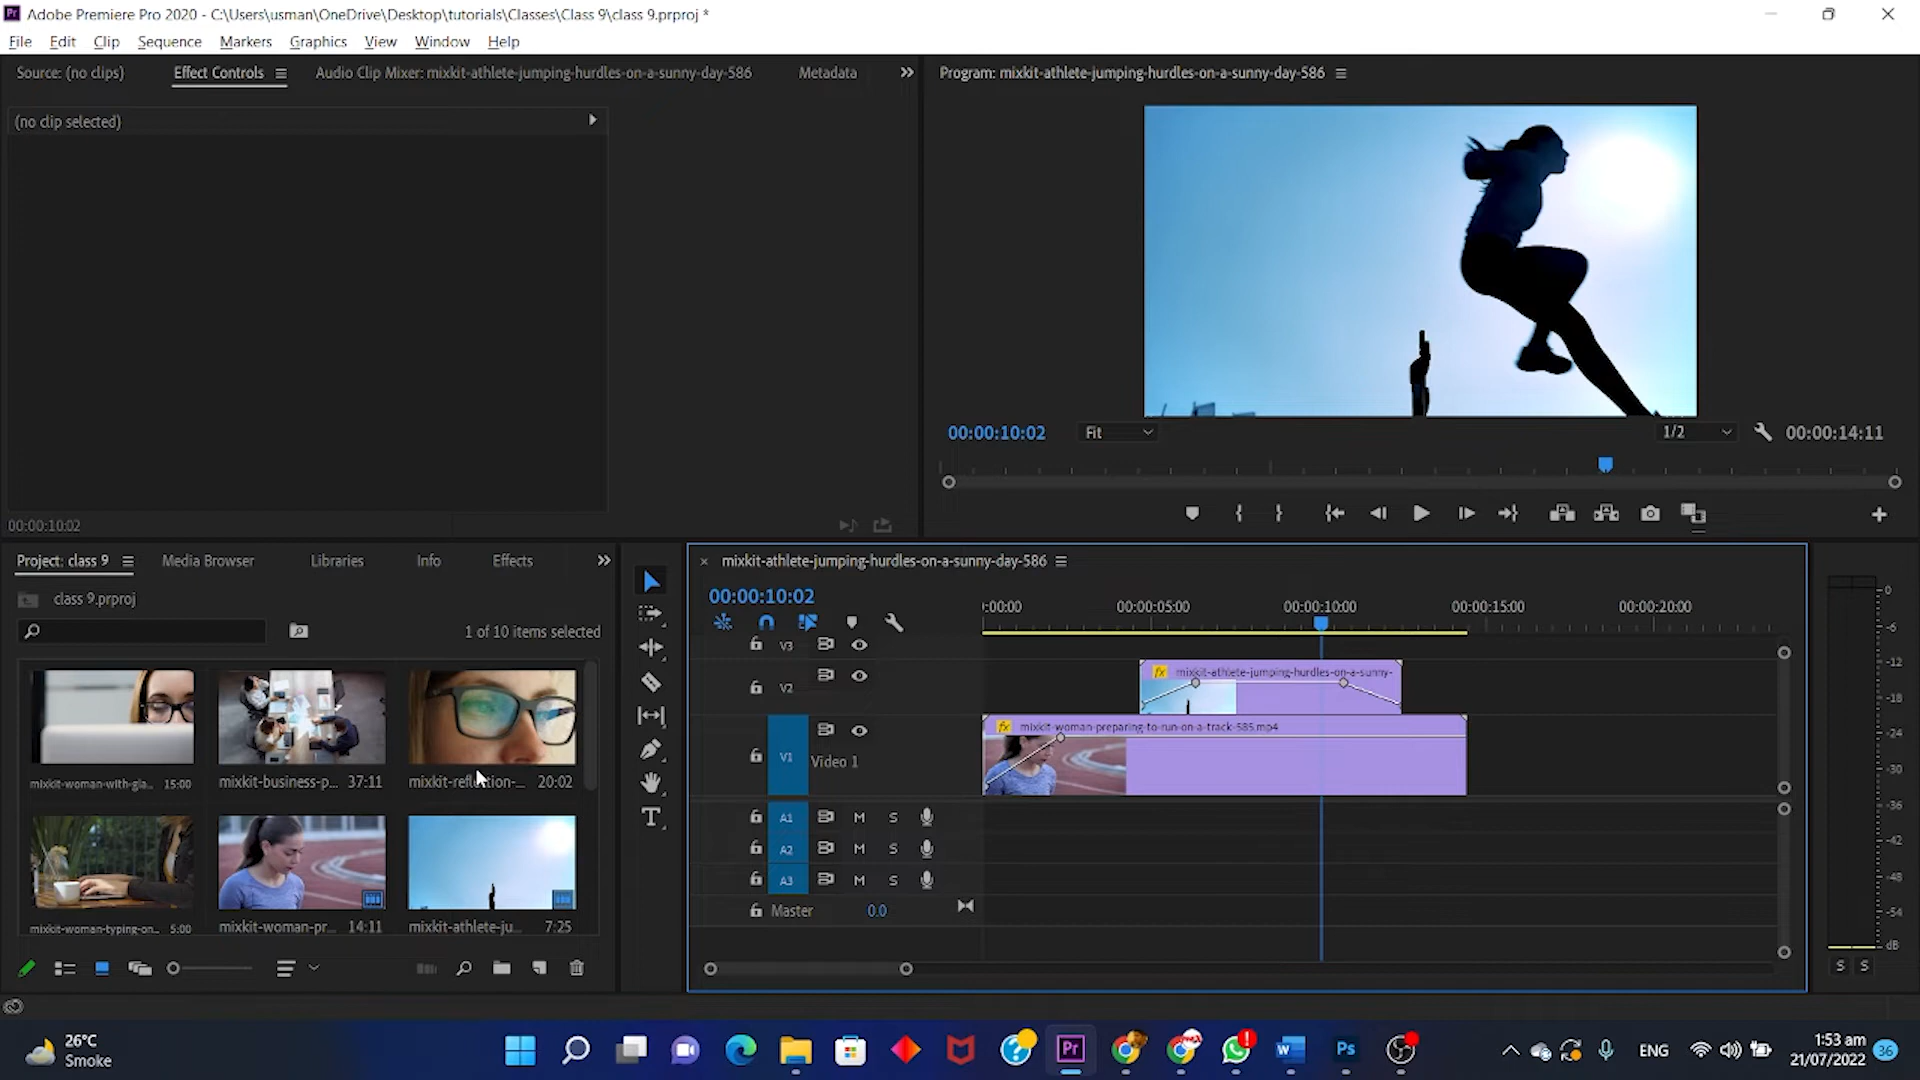 Adobe Premiere Pro 2020 - C:\Users\usman\OneDrive\Desktop\tutorials\Classes\Class 9\class 9.prproj *
File Edit Clip Sequence Markers Graphics View Window Help
Source: (no clips) Effect Controls Audio Clip Mixer: mixkit-athlete-jumping-hurdles-on-a-sunny-day-586 Metadata
(no clip selected)
00:00:10:02
Program: mixkit-athlete-jumping-hurdles-on-a-sunny-day-586
00:00:10:02 Fit 1/2 00:00:14:11
Project: class 9 Media Browser Libraries Info Effects
class 9.prproj
1 of 10 items selected
mixkit-woman-with-gla... 15:00 mixkit-business-p... 37:11 mixkit-reflection-... 20:02
mixkit-woman-typing-on... 5:00 mixkit-woman-pr... 14:11 mixkit-athlete-ju... 7:25
mixkit-athlete-jumping-hurdles-on-a-sunny-day-586
00:00:10:02
:00:00 00:00:05:00 00:00:10:00 00:00:15:00 00:00:20:00
V3
V2 fx mixkit-athlete-jumping-hurdles-on-a-sunny-
V1 Video 1 fx mixkit-woman-preparing-to-run-on-a-track-585.mp4
A1 M S
A2 M S
A3 M S
Master 0.0
0
-6
-12
-18
-24
-30
-36
-42
-48
-54
dB
S S
26°C
Smoke
Pr
W
Ps
ENG
1:53 am
21/07/2022
36